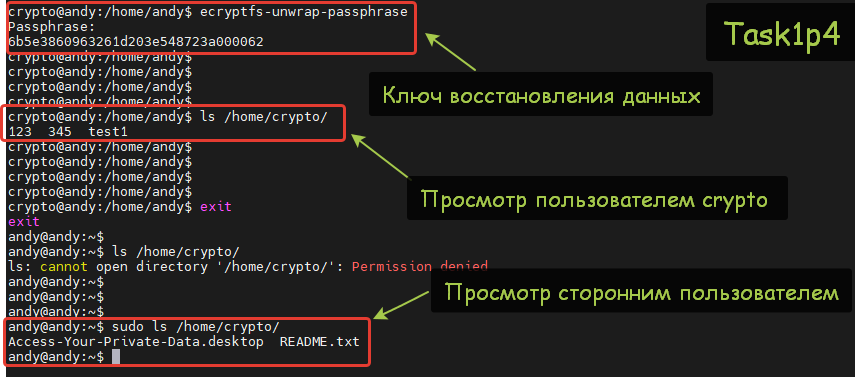 crypto@andy:/home/andy$ ecryptfs-unwrap-passphrase
Passphrase:
6b5e3860963261d203e548723a000062
Task1p4
crypto@andy:/home/andy$
crypto@andy:/home/andy$
crypto@andy:/home/andy$
Ключ восстановления данных
crypto@andy:/home/andy$
crypto@andy:/home/andy$ ls /home/crypto/
123  345  test1
crypto@andy:/home/andy$
crypto@andy:/home/andy$
crypto@andy:/home/andy$
crypto@andy:/home/andy$
Просмотр пользователем crypto
crypto@andy:/home/andy$ exit
exit
andy@andy:~$
andy@andy:~$ ls /home/crypto/
ls: cannot open directory '/home/crypto/': Permission denied
andy@andy:~$
andy@andy:~$
Просмотр сторонним пользователем
andy@andy:~$
andy@andy:~$ sudo ls /home/crypto/
Access-Your-Private-Data.desktop  README.txt
andy@andy:~$